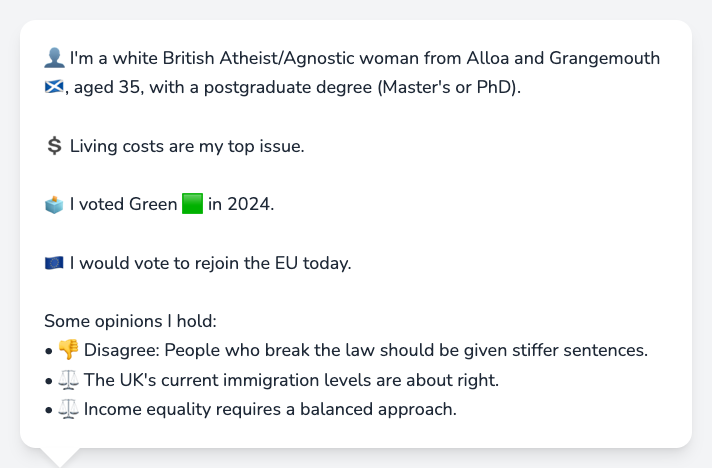 👤 I'm a white British Atheist/Agnostic woman from Alloa and Grangemouth
🏴󠁧󠁢󠁳󠁣󠁴󠁿, aged 35, with a postgraduate degree (Master's or PhD).
💲 Living costs are my top issue.
🗳️ I voted Green 🟩 in 2024.
🇪🇺 I would vote to rejoin the EU today.
Some opinions I hold:
• 👎 Disagree: People who break the law should be given stiffer sentences.
• ⚖️ The UK's current immigration levels are about right.
• ⚖️ Income equality requires a balanced approach.